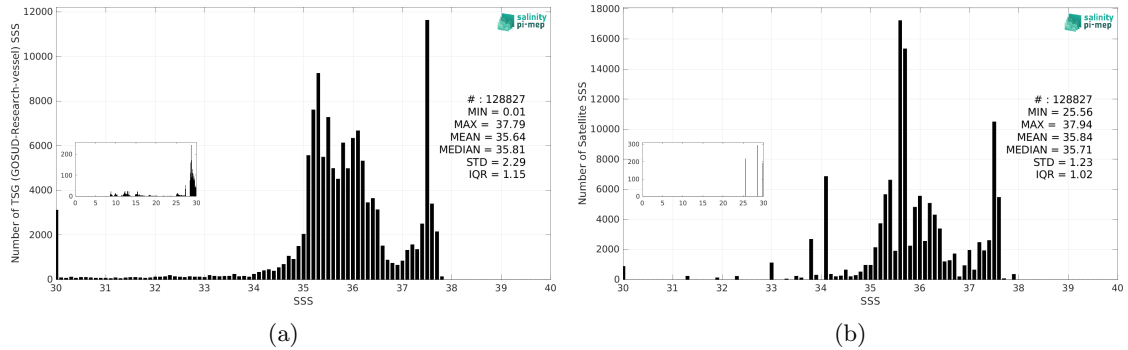 salinity
pi-mep
Number of TSG (GOSUD-Research-vessel) SSS
12000
10000
8000
6000
4000
2000
0
# : 128827
MIN = 0.01
MAX = 37.79
MEAN = 35.64
MEDIAN = 35.81
STD = 2.29
IQR = 1.15
200
100
0
0 5 10 15 20 25 30
30 31 32 33 34 35 36 37 38 39 40
SSS
(a)
salinity
pi-mep
Number of Satellite SSS
18000
16000
14000
12000
10000
8000
6000
4000
2000
0
# : 128827
MIN = 25.56
MAX = 37.94
MEAN = 35.84
MEDIAN = 35.71
STD = 1.23
IQR = 1.02
300
200
100
0
0 5 10 15 20 25 30
30 31 32 33 34 35 36 37 38 39 40
SSS
(b)